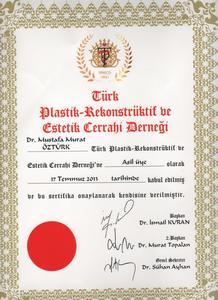 Türk
Plastik-Rekonstrüktif ve
Estetik Cerrahi Derneği
Dr. Mustafa Murat
ÖZTÜRK Türk Plastik-Rekonstrüktif ve
Estetik Cerrahi Derneği'ne Asil üye olarak
17 Temmuz 2013 tarihinde kabul edilmiş
ve bu sertifika onaylanarak kendisine verilmiştir.
Başkan
Dr. İsmail KURAN
2.Başkan
Dr. Murat Topalan
Genel Sekreter
Dr. Sühan Ayhan